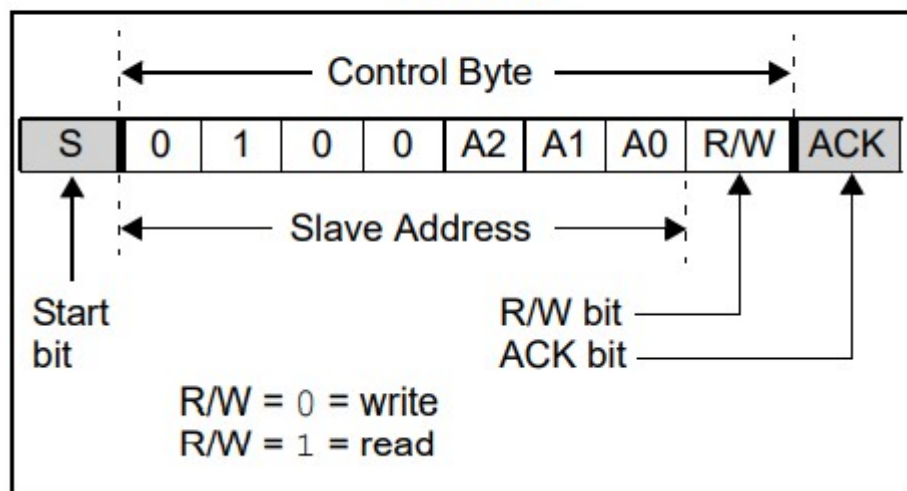 Control Byte
S 0 1 0 0 A2 A1 A0 R/W ACK
Slave Address
Start
bit
R/W bit
ACK bit
R/W = 0 = write
R/W = 1 = read